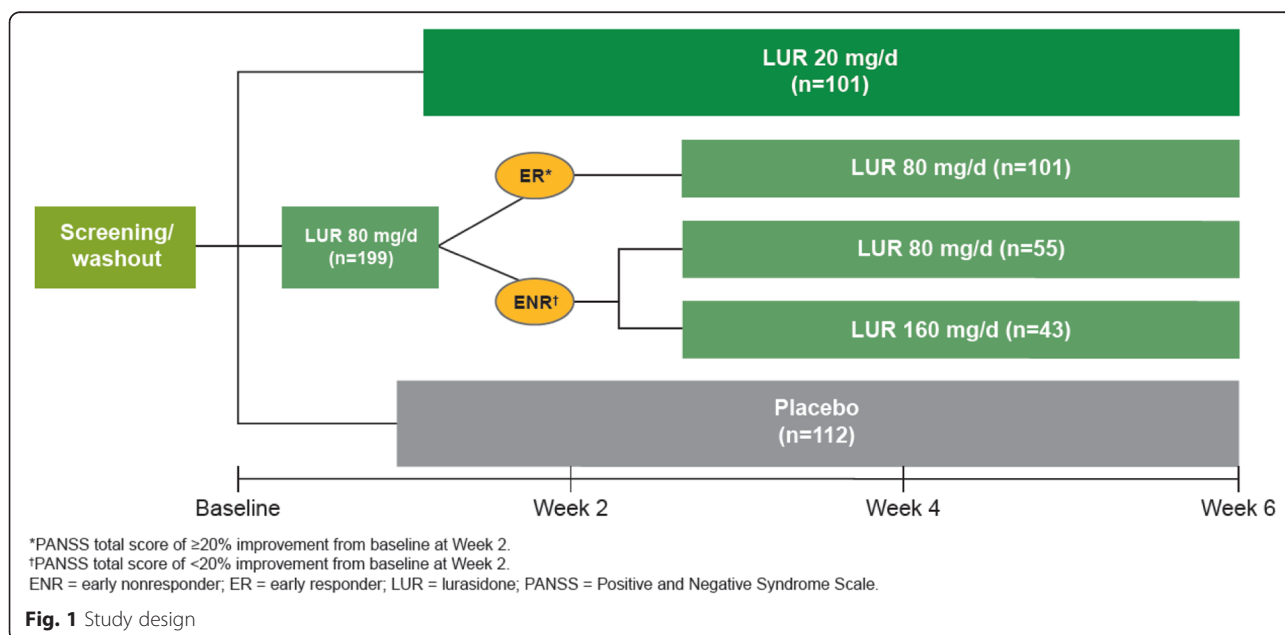 LUR 20 mg/d
(n=101)
ER*
LUR 80 mg/d (n=101)
Screening/
washout
LUR 80 mg/d
(n=199)
LUR 80 mg/d (n=55)
ENR†
LUR 160 mg/d (n=43)
Placebo
(n=112)
Baseline
Week 2
Week 4
Week 6
*PANSS total score of ≥20% improvement from baseline at Week 2.
†PANSS total score of <20% improvement from baseline at Week 2.
ENR = early nonresponder; ER = early responder; LUR = lurasidone; PANSS = Positive and Negative Syndrome Scale.
Fig. 1 Study design